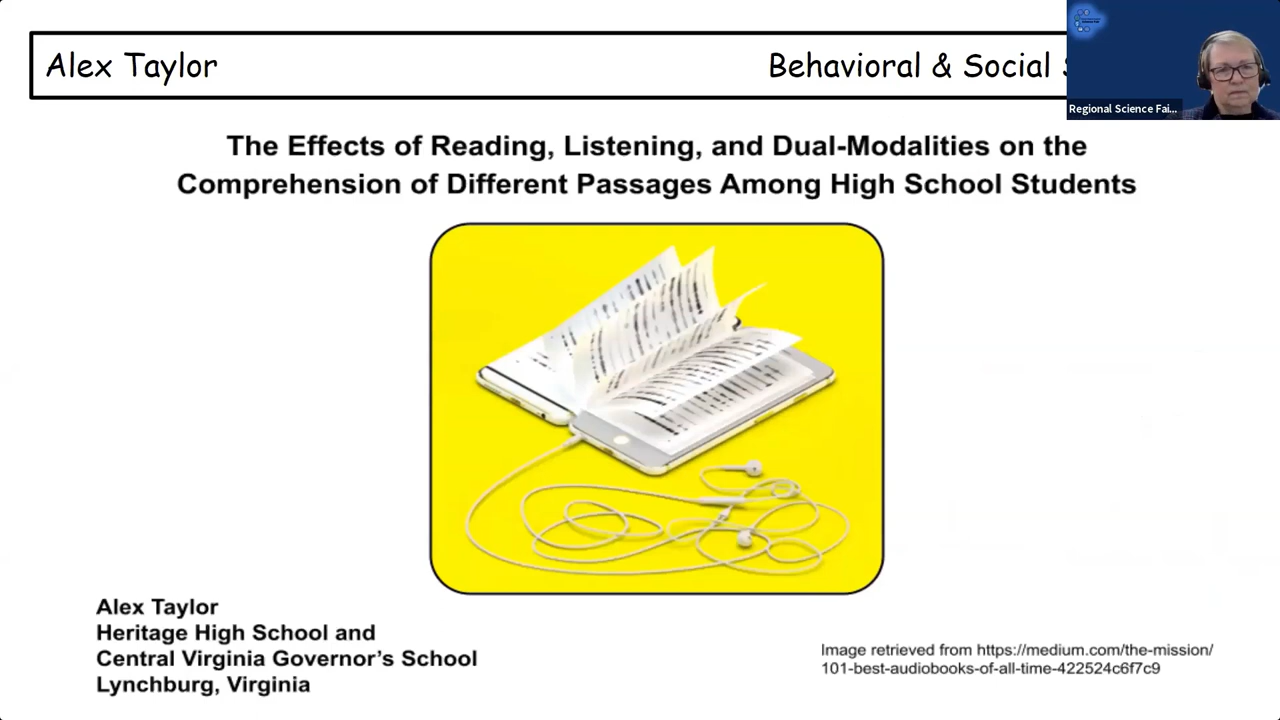 Alex Taylor
Behavioral & Social
Regional Science Fai...
The Effects of Reading, Listening, and Dual-Modalities on the
Comprehension of Different Passages Among High School Students
Alex Taylor
Heritage High School and
Central Virginia Governor's School
Lynchburg, Virginia
Image retrieved from https://medium.com/the-mission/
101-best-audiobooks-of-all-time-422524c6f7c9